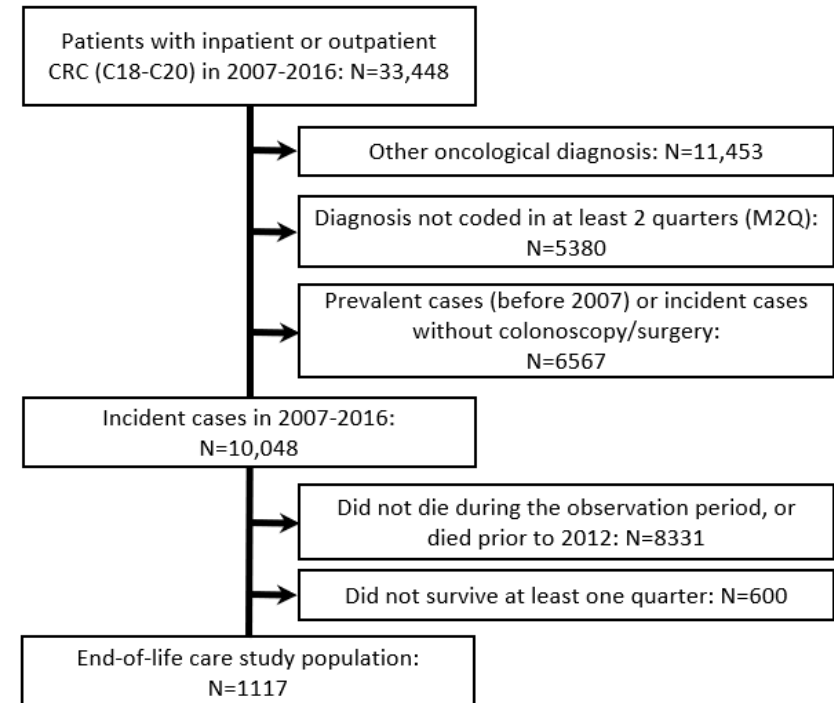 Patients with inpatient or outpatient
CRC (C18-C20) in 2007-2016: N=33,448
Other oncological diagnosis: N=11,453
Diagnosis not coded in at least 2 quarters (M2Q):
N=5380
Prevalent cases (before 2007) or incident cases
without colonoscopy/surgery:
N=6567
Incident cases in 2007-2016:
N=10,048
Did not die during the observation period, or
died prior to 2012: N=8331
Did not survive at least one quarter: N=600
End-of-life care study population:
N=1117